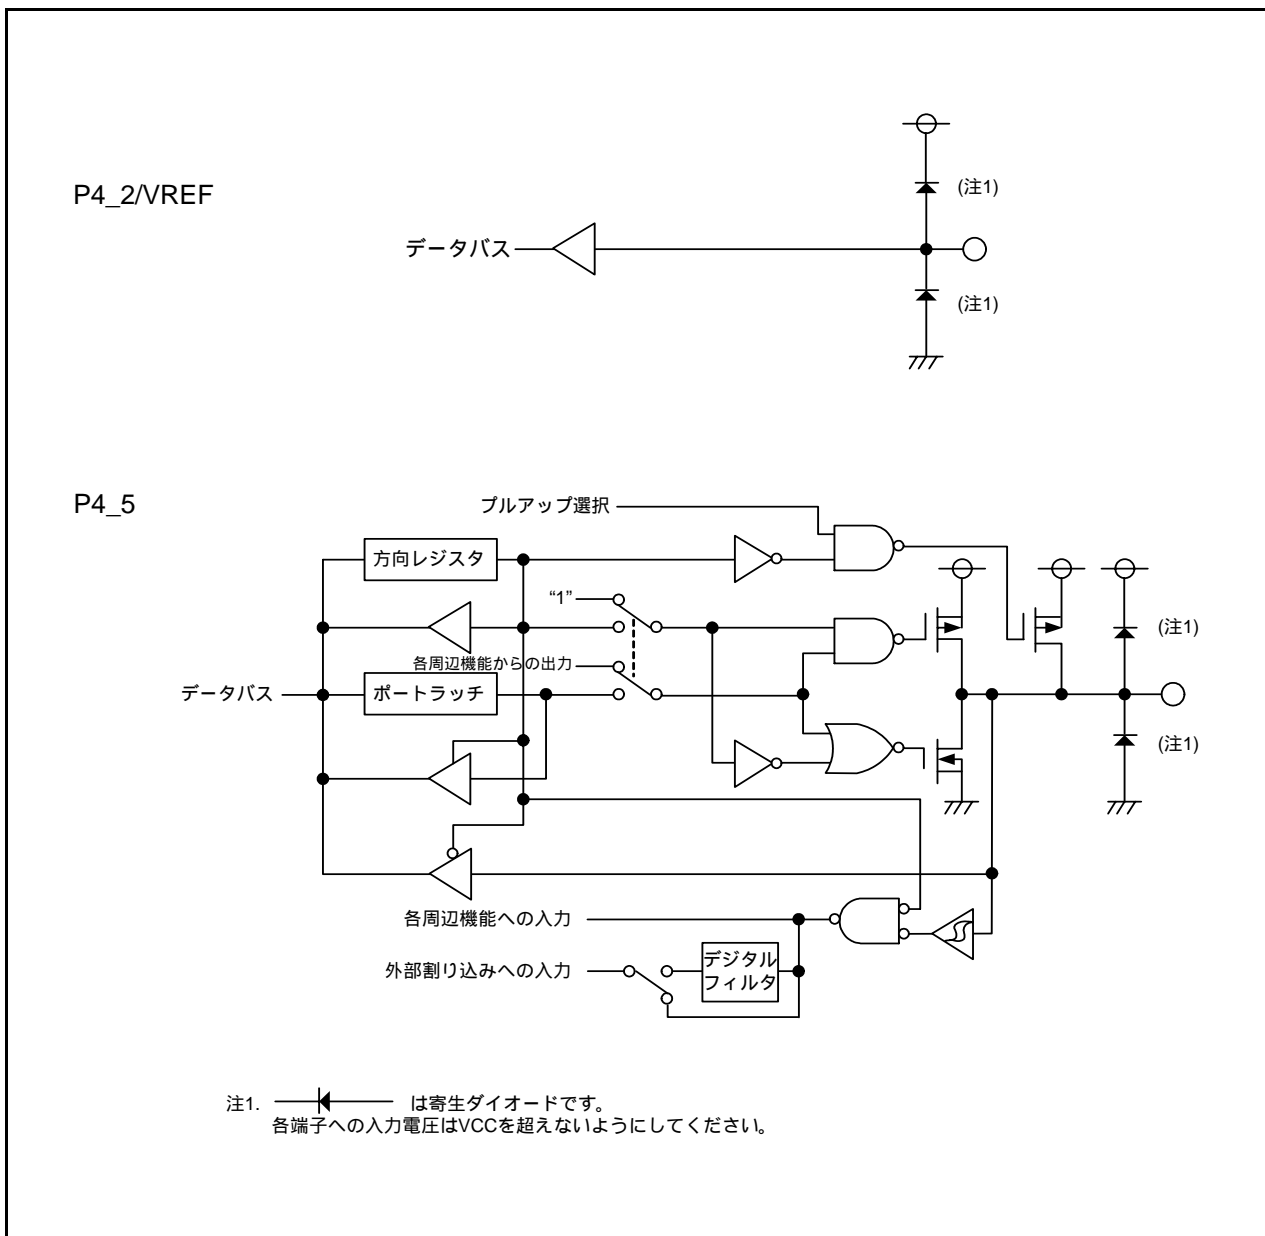 P4_2/VREF
(注1)
データバス
(注1)
P4_5
プルアップ選択
方向レジスタ
“1”
(注1)
各周辺機能からの出力
データバス
ポートラッチ
(注1)
各周辺機能への入力
外部割り込みへの入力
デジタル
フィルタ
注1. は寄生ダイオードです。
各端子への入力電圧はVCCを超えないようにしてください。